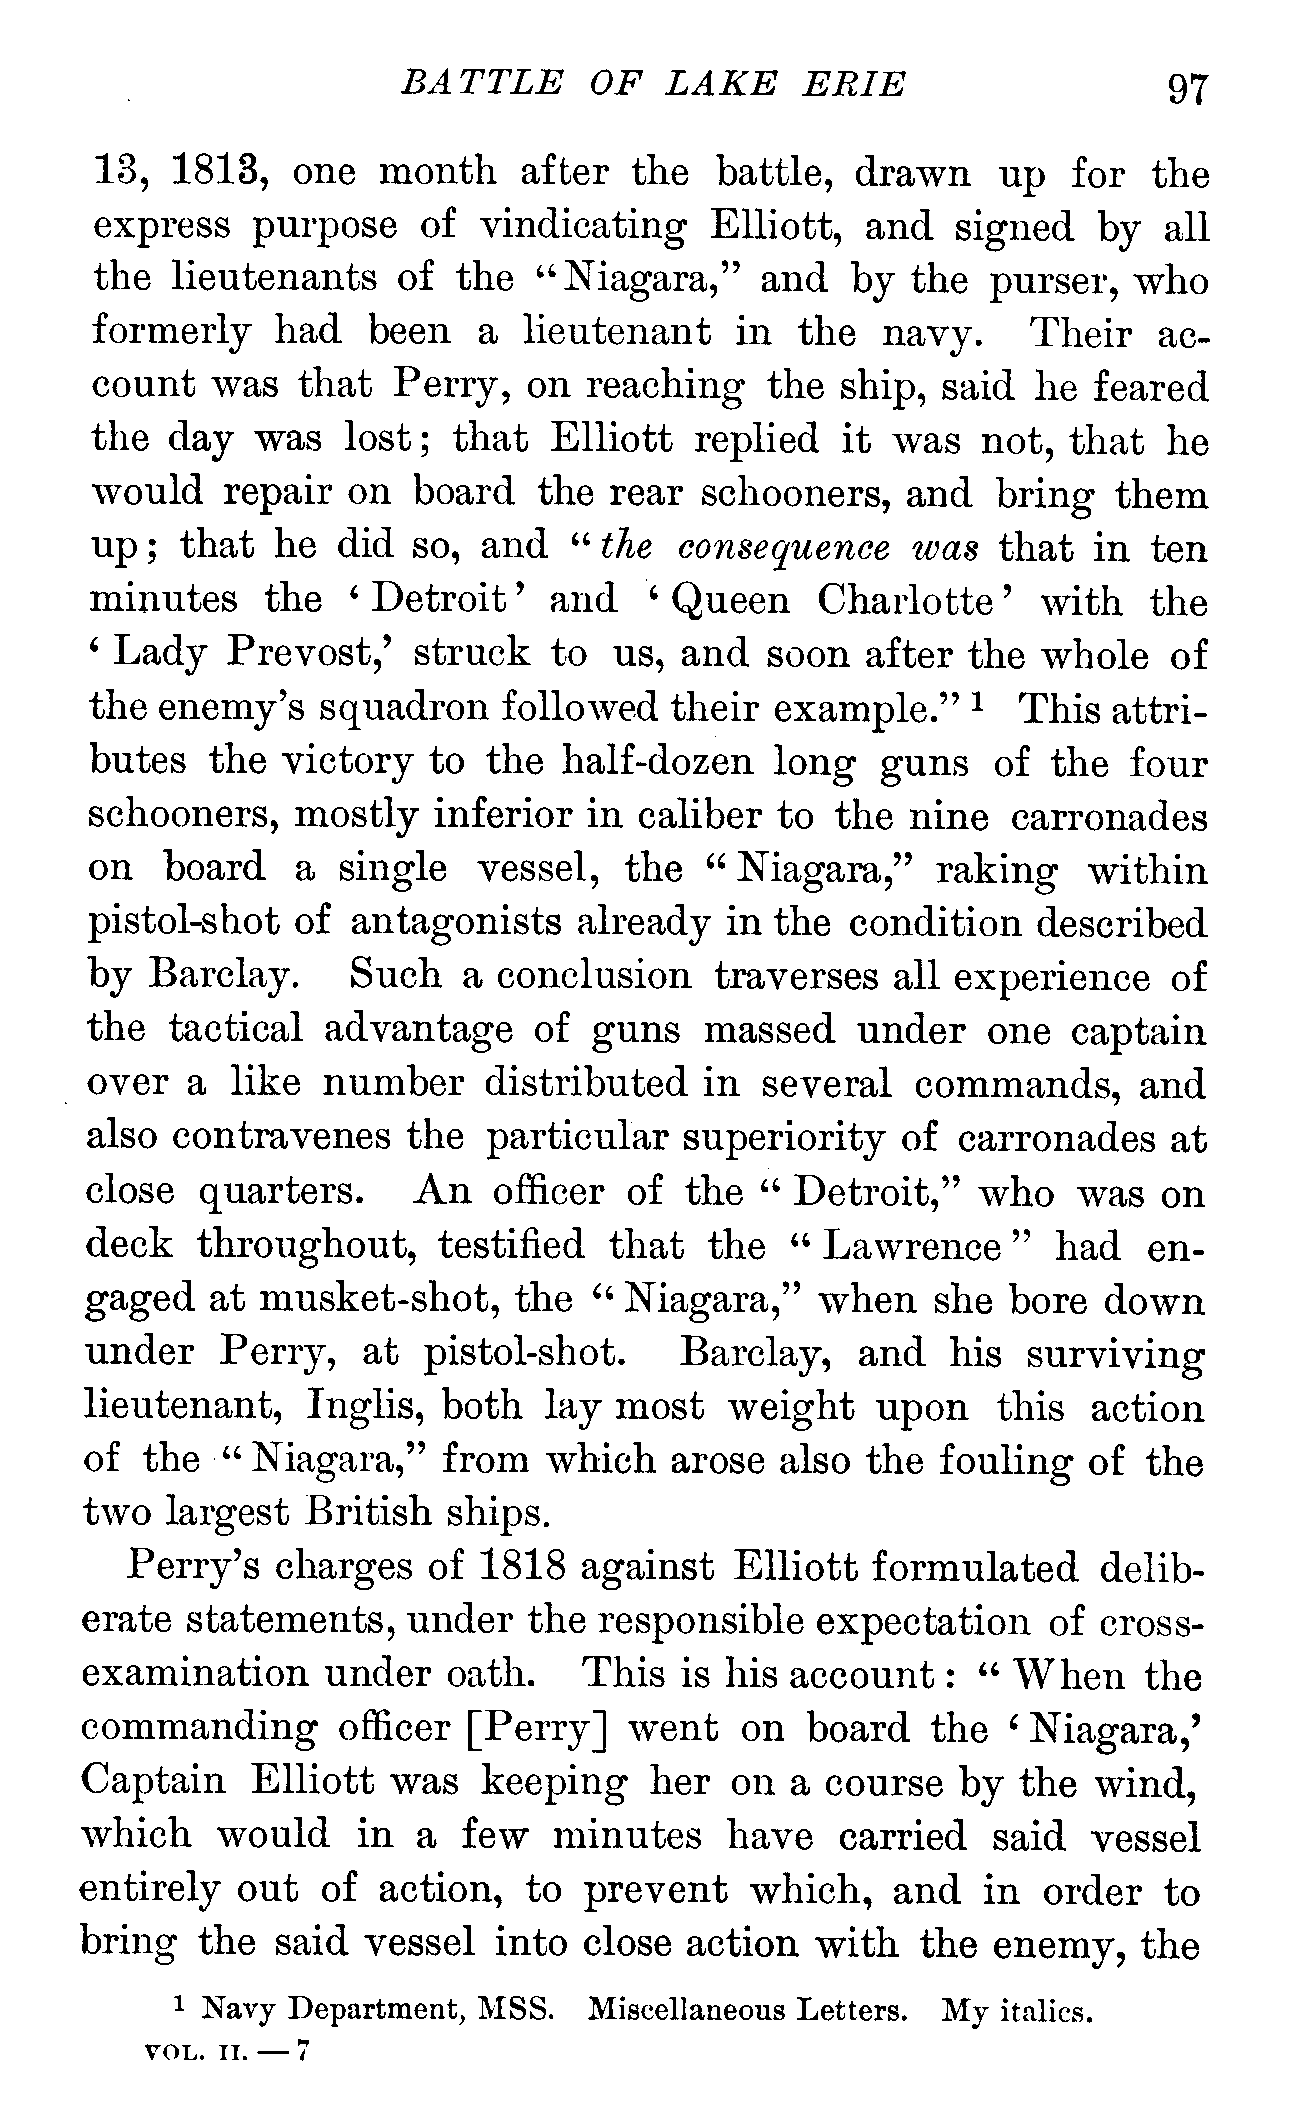 BATTLE OF LAKE ERIE 97
13, 1813, one month after the battle, drawn up for the
express purpose of vindicating Elliott, and signed by all
the lieutenants of the “Niagara,” and by the purser, who
formerly had been a lieutenant in the navy. Their ac-
count was that Perry, on reaching the ship, said he feared
the day was lost; that Elliott replied it was not, that he
would repair on board the rear schooners, and bring them
up; that he did so, and “the consequence was that in ten
minutes the ‘Detroit’ and ‘Queen Charlotte’ with the
‘Lady Prevost,’ struck to us, and soon after the whole of
the enemy’s squadron followed their example.” 1 This attri-
butes the victory to the half-dozen long guns of the four
schooners, mostly inferior in caliber to the nine carronades
on board a single vessel, the “Niagara,” raking within
pistol-shot of antagonists already in the condition described
by Barclay. Such a conclusion traverses all experience of
the tactical advantage of guns massed under one captain
over a like number distributed in several commands, and
also contravenes the particular superiority of carronades at
close quarters. An officer of the “Detroit,” who was on
deck throughout, testified that the “Lawrence” had en-
gaged at musket-shot, the “Niagara,” when she bore down
under Perry, at pistol-shot. Barclay, and his surviving
lieutenant, Inglis, both lay most weight upon this action
of the “Niagara,” from which arose also the fouling of the
two largest British ships.
Perry’s charges of 1818 against Elliott formulated delib-
erate statements, under the responsible expectation of cross-
examination under oath. This is his account: “When the
commanding officer [Perry] went on board the ‘Niagara,’
Captain Elliott was keeping her on a course by the wind,
which would in a few minutes have carried said vessel
entirely out of action, to prevent which, and in order to
bring the said vessel into close action with the enemy, the
1 Navy Department, MSS. Miscellaneous Letters. My italics.
VOL. II. — 7